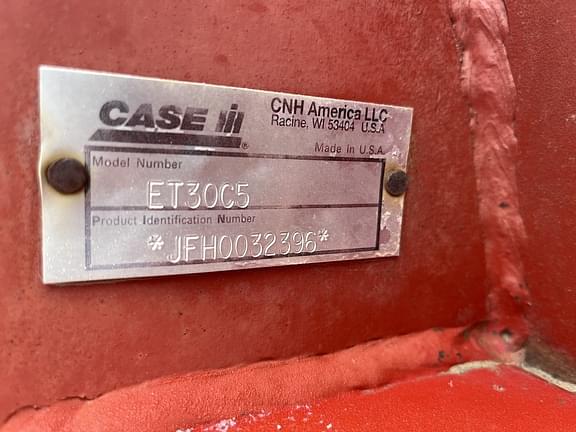 CASE IH
CNH America LLC
Racine, WI 53404 U.S.A
Made in U.S.A.
Model Number
ET30C5
Product Identification Number
*JFH0032396*